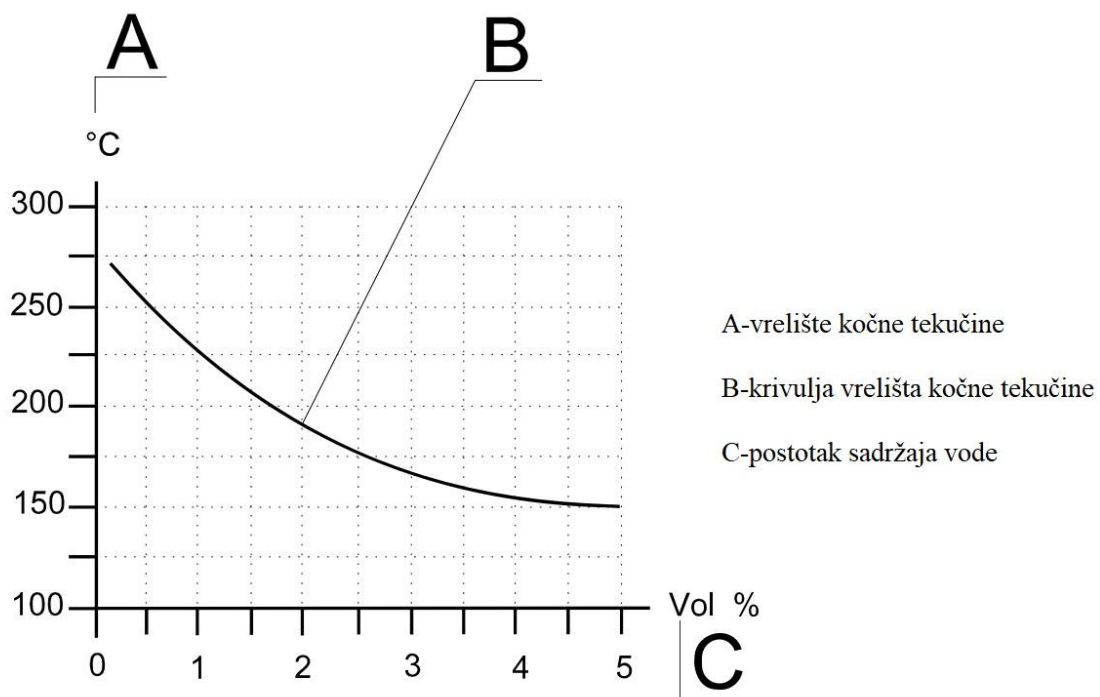 A
B
°C
300
250
200
150
100
0 1 2 3 4 5
Vol %
C
A-vrelište kočne tekučine
B-krivulja vrelišta kočne tekučine
C-postotak sadržaja vode